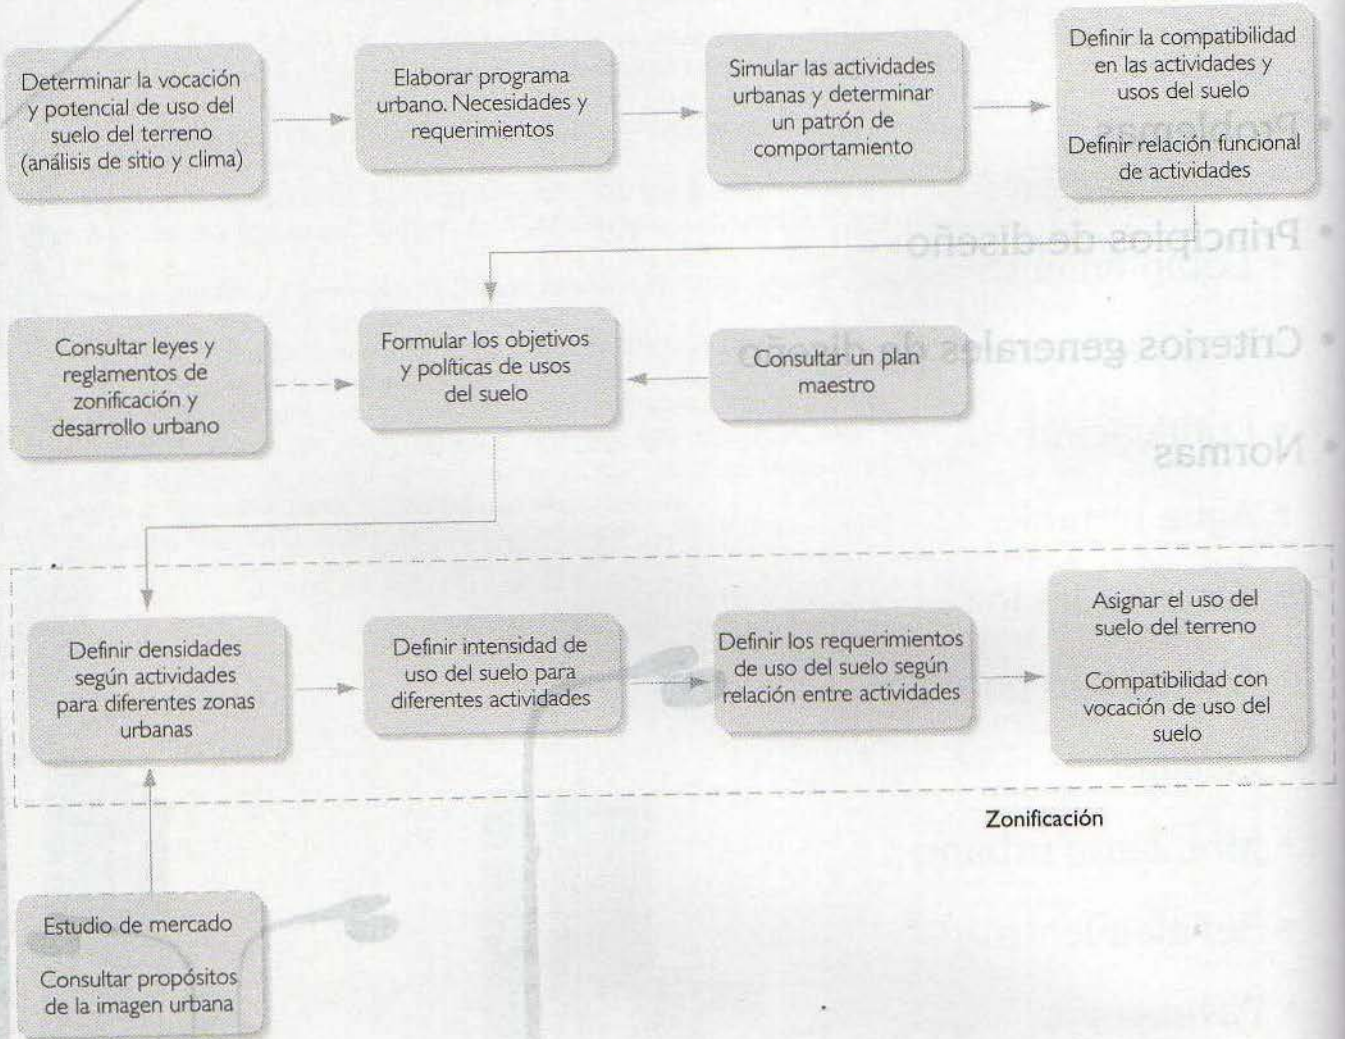 Determinar la vocación
y potencial de uso del
suelo del terreno
(análisis de sitio y clima)
Elaborar programa
urbano. Necesidades y
requerimientos
Simular las actividades
urbanas y determinar
un patrón de
comportamiento
Definir la compatibilidad
en las actividades y
usos del suelo
Definir relación funcional
de actividades
Problemas
Principios de diseño
Consultar leyes y
reglamentos de
zonificación y
desarrollo urbano
Formular los objetivos
y políticas de usos
del suelo
Consultar un plan
maestro
Criterios generales de diseño
Normas
Definir densidades
según actividades
para diferentes zonas
urbanas
Definir intensidad de
uso del suelo para
diferentes actividades
Definir los requerimientos
de uso del suelo según
relación entre actividades
Asignar el uso del
suelo del terreno
Compatibilidad con
vocación de uso del
suelo
Zonificación
Estudio de mercado
Consultar propósitos
de la imagen urbana